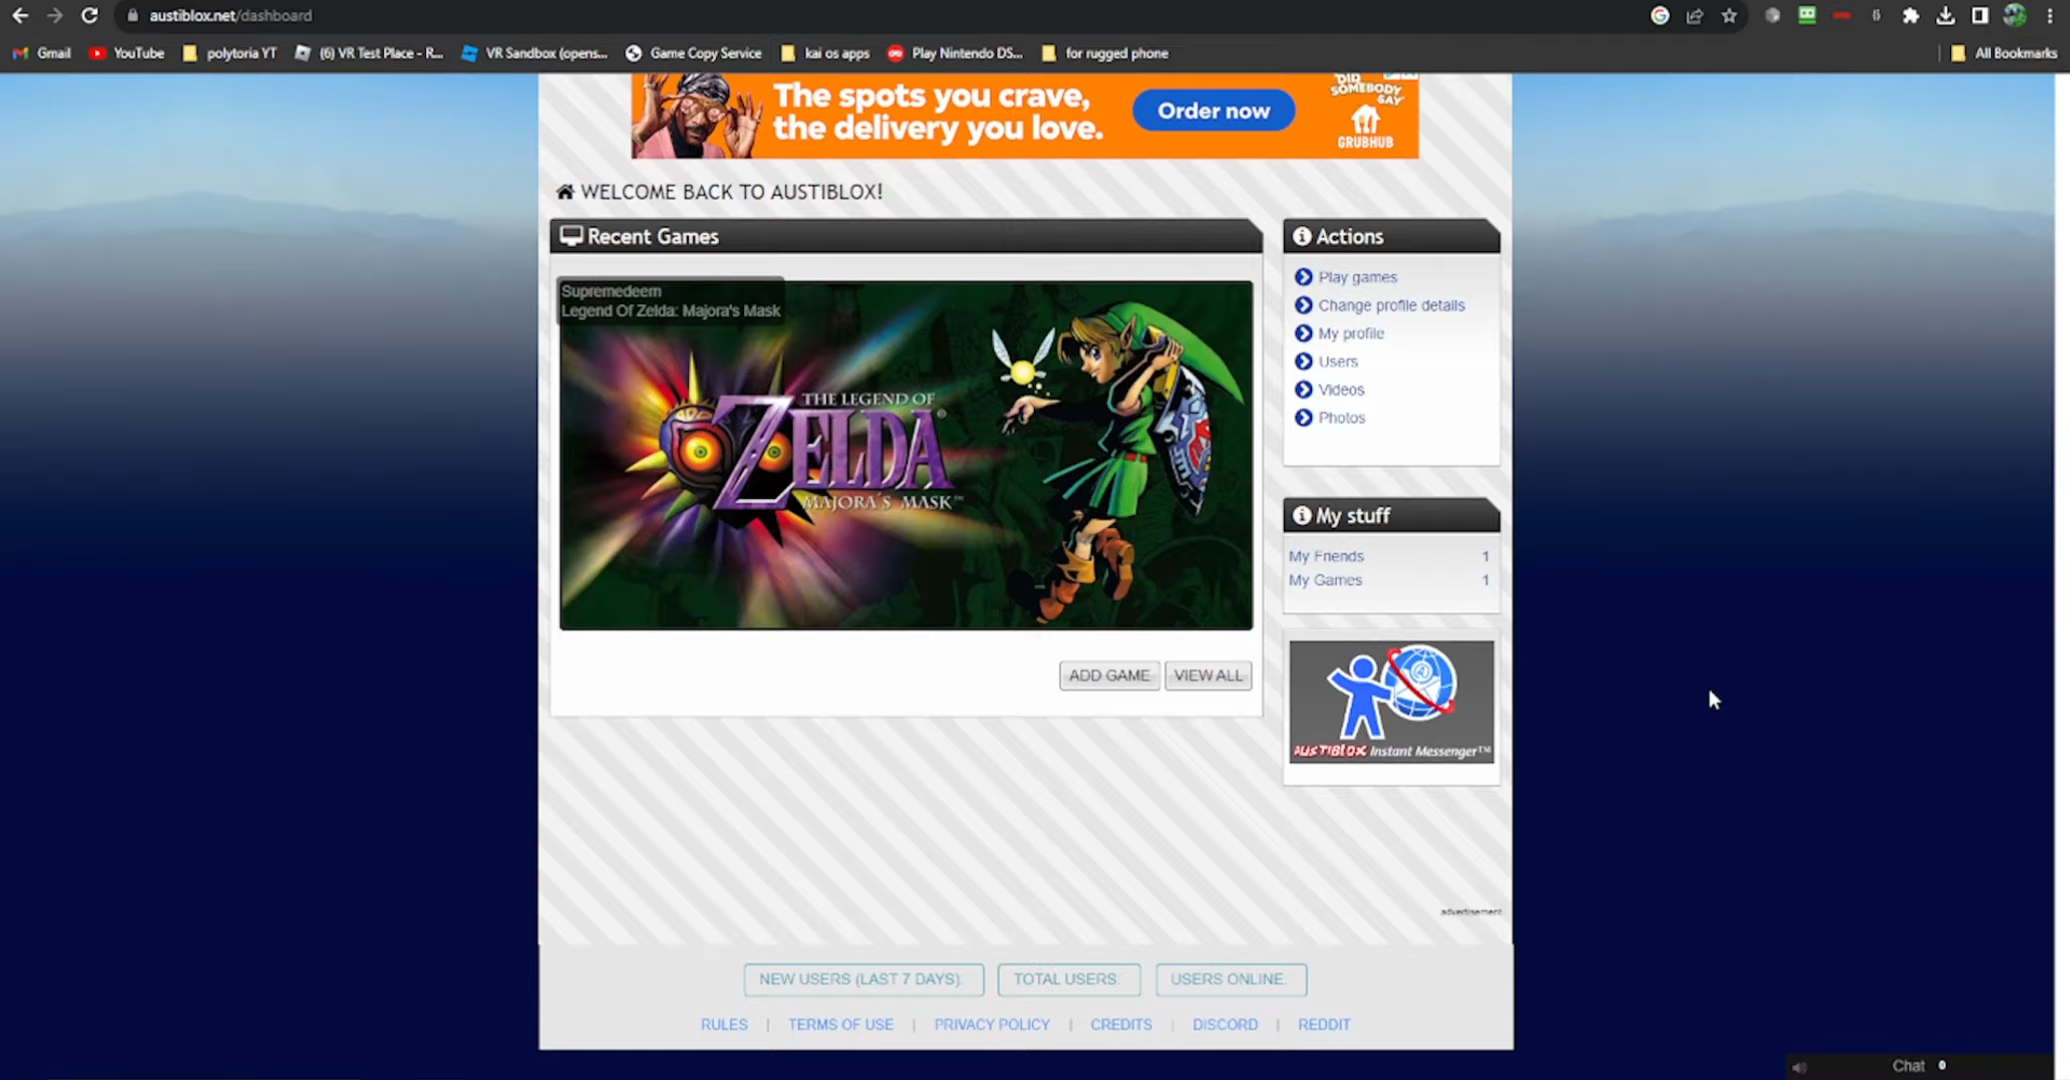 austiblox.net/dashboard
Gmail
YouTube
polytoria YT
(6) VR Test Place - R...
VR Sandbox (opens...
Game Copy Service
kai os apps
Play Nintendo DS...
for rugged phone
All Bookmarks
The spots you crave,
the delivery you love.
Order now
DID
SOMEBODY
SAY
GRUBHUB
WELCOME BACK TO AUSTIBLOX!
Recent Games
Supremedeem
Legend Of Zelda: Majora's Mask
THE LEGEND OF
ZELDA®
MAJORA'S MASK™
ADD GAME
VIEW ALL
Actions
Play games
Change profile details
My profile
Users
Videos
Photos
My stuff
My Friends 1
My Games 1
AUSTIBLOX Instant Messenger™
advertisement
NEW USERS (LAST 7 DAYS):
TOTAL USERS:
USERS ONLINE:
RULES | TERMS OF USE | PRIVACY POLICY | CREDITS | DISCORD | REDDIT
Chat 0